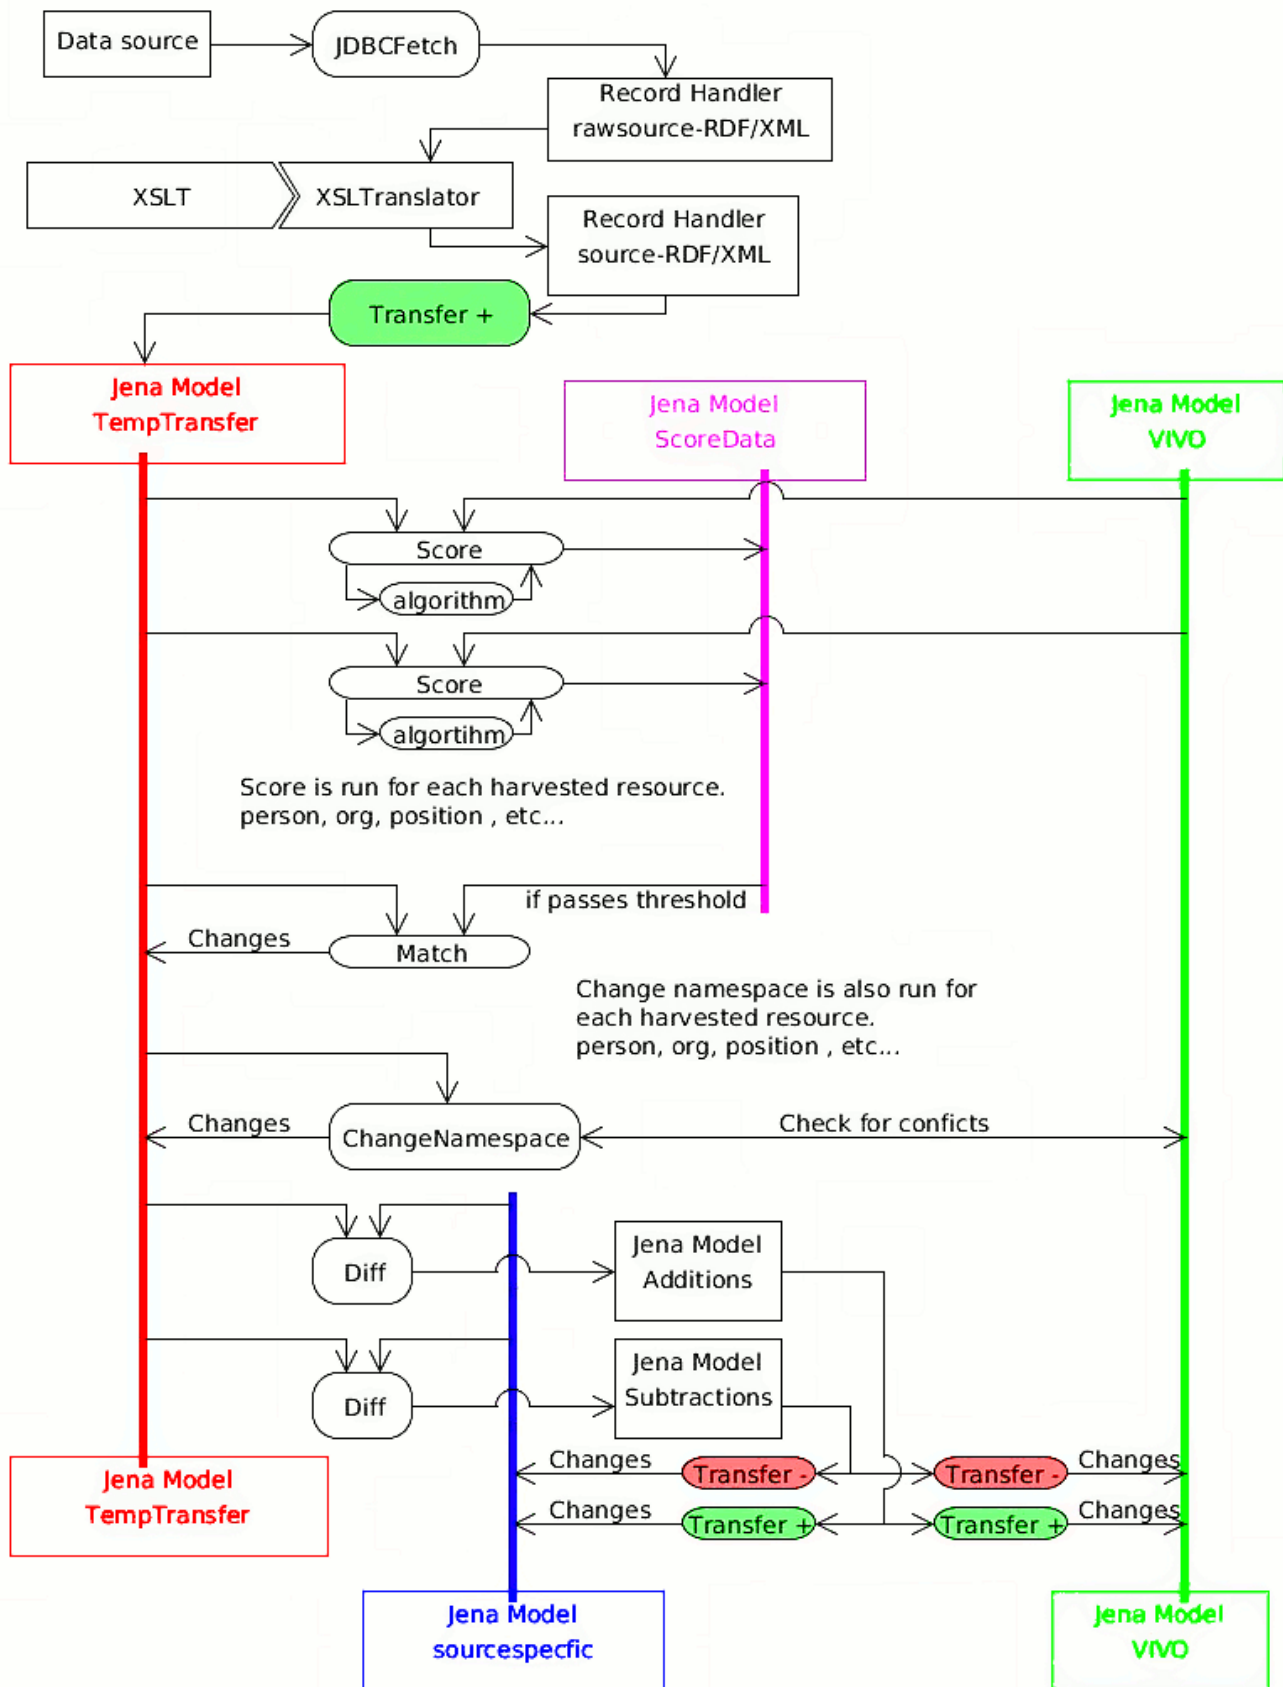 Data source
JDBCFetch
Record Handler
rawsource-RDF/XML
XSLT
XSLTranslator
Record Handler
source-RDF/XML
Transfer +
Jena Model
TempTransfer
Jena Model
ScoreData
Jena Model
VIVO
Score
algorithm
Score
algortihm
Score is run for each harvested resource.
person, org, position , etc...
if passes threshold
Changes
Match
Change namespace is also run for
each harvested resource.
person, org, position , etc...
Changes
ChangeNamespace
Check for conficts
Diff
Jena Model
Additions
Diff
Jena Model
Subtractions
Changes
Transfer -
Transfer -
Changes
Changes
Transfer +
Transfer +
Changes
Jena Model
TempTransfer
Jena Model
sourcespecfic
Jena Model
VIVO